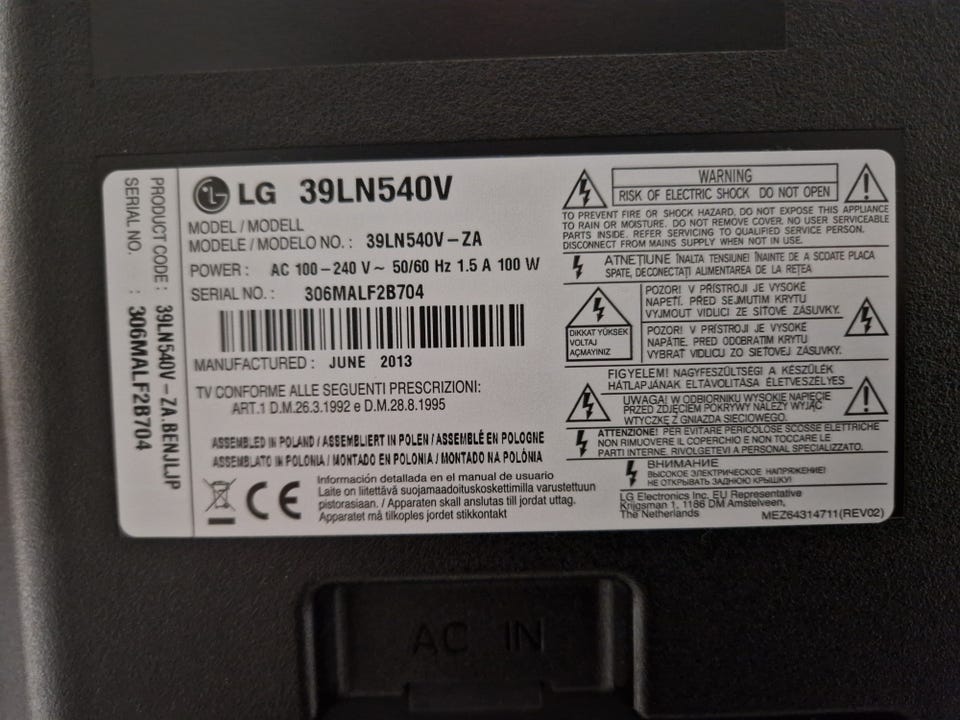 PRODUCT CODE : 39LN540V-ZA.BENJLJP
SERIAL NO. : 306MALF2B704
LG 39LN540V
MODEL / MODELL
MODELE / MODELO NO. : 39LN540V-ZA
POWER : AC 100-240 V~ 50/60 Hz 1.5 A 100 W
SERIAL NO. : 306MALF2B704
MANUFACTURED : JUNE 2013
TV CONFORME ALLE SEGUENTI PRESCRIZIONI:
ART.1 D.M.26.3.1992 e D.M.28.8.1995
ASSEMBLED IN POLAND / ASSEMBLIERT IN POLEN / ASSEMBLÉ EN POLOGNE
ASSEMBLATO IN POLONIA / MONTADO EN POLONIA / MONTADO NA POLÔNIA
CE
Información detallada en el manual de usuario
Laite on liitettävä suojamaadoituskoskettimilla varustettuun
pistorasiaan. / Apparaten skall anslutas till jordat uttag.
Apparatet må tilkoples jordet stikkontakt
WARNING
RISK OF ELECTRIC SHOCK DO NOT OPEN
TO PREVENT FIRE OR SHOCK HAZARD, DO NOT EXPOSE THIS APPLIANCE
TO RAIN OR MOISTURE. DO NOT REMOVE COVER. NO USER SERVICEABLE
PARTS INSIDE. REFER SERVICING TO QUALIFIED SERVICE PERSON.
DISCONNECT FROM MAINS SUPPLY WHEN NOT IN USE.
ATNEȚIUNE ÎNALTA TENSIUNE! ÎNAINTE DE A SCOATE PLACA
SPATE, DECONECTAȚI ALIMENTAREA DE LA REȚEA
DIKKAT YÜKSEK
VOLTAJ
AÇMAYINIZ
POZOR! V PŘÍSTROJI JE VYSOKÉ
NAPĚTÍ. PŘED SEJMUTIM KRYTU
VYJMOUT VIDLICI ZE SÍŤOVÉ ZÁSUVKY.
POZOR! V PRÍSTROJI JE VYSOKÉ
NAPÄTIE. PRED ODOBRATIM KRYTU
VYBRAT VIDLICU ZO SIEŤOVEJ ZÁSUVKY.
FIGYELEM! NAGYFESZÜLTSÉG! A KÉSZÜLÉK
HÁTLAPJÁNAK ELTÁVOLÍTÁSA ÉLETVESZÉLYES
UWAGA! W ODBIORNIKU WYSOKIE NAPIĘCIE
PRZED ZDJĘCIEM POKRYWY NALEŻY WYJĄĆ
WTYCZKĘ Z GNIAZDA SIECIOWEGO.
ATTENZIONE! PER EVITARE PERICOLOSE SCOSSE ELETTRICHE
NON RIMUOVERE IL COPERCHIO E NON TOCCARE LE
PARTI INTERNE. RIVOLGETEVI A PERSONAL SPECIALIZZATO.
ВНИМАНИЕ
ВЫСОКОЕ ЭЛЕКТРИЧЕСКОЕ НАПРЯЖЕНИЕ!
НЕ ОТКРЫВАТЬ ЗАДНЮЮ КРЫШКУ!
LG Electronics Inc. EU Representative
Krijgsman 1, 1186 DM Amstelveen,
The Netherlands
MEZ64314711(REV02)
AC IN